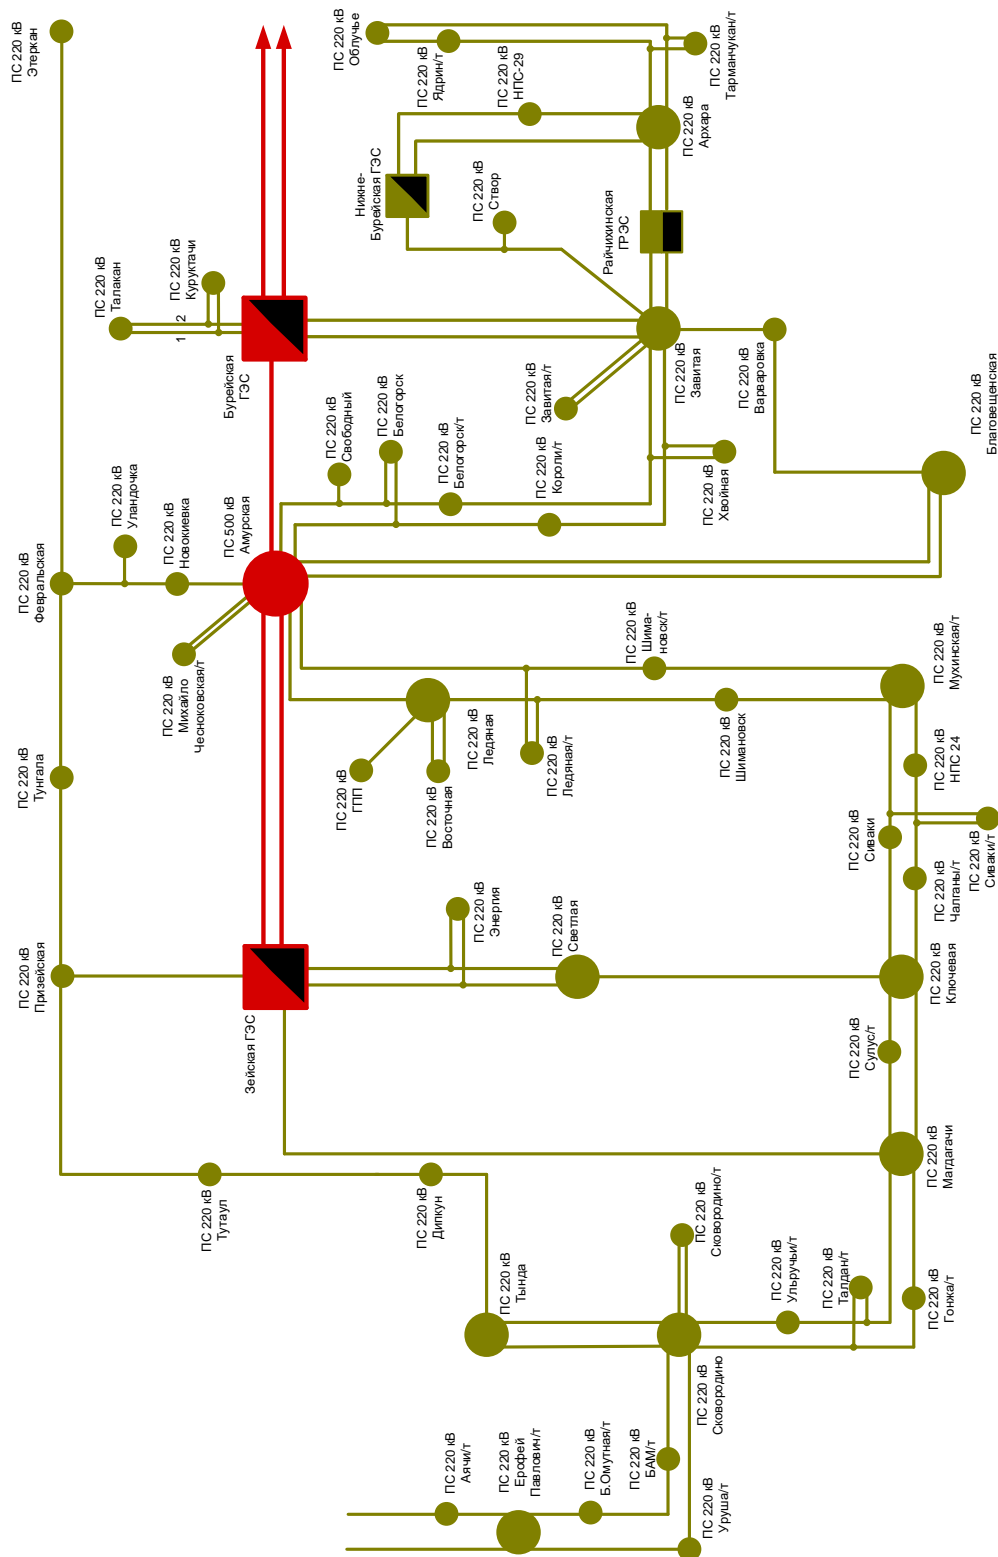 ПС 220 кВ
Этеркан
ПС 220 кВ
Облучье
ПС 220 кВ
Ядрин/т
ПС 220 кВ
НПС-29
ПС 220 кВ
Тарманчукан/т
ПС 220 кВ
Архара
Нижне-
Бурейская ГЭС
ПС 220 кВ
Створ
Райчихинская
ГРЭС
ПС 220 кВ
Талакан
ПС 220 кВ
Куруктачи
1
2
Бурейская
ГЭС
ПС 220 кВ
Завитая/т
ПС 220 кВ
Завитая
ПС 220 кВ
Варваровка
ПС 220 кВ
Благовещенская
ПС 220 кВ
Свободный
ПС 220 кВ
Белогорск
ПС 220 кВ
Белогорск/т
ПС 220 кВ
Короли/т
ПС 220 кВ
Хвойная
ПС 220 кВ
Февральская
ПС 220 кВ
Уландочка
ПС 220 кВ
Новокиевка
ПС 500 кВ
Амурская
ПС 220 кВ
Михайло
Чесноковская/т
ПС 220 кВ
Шима-
новск/т
ПС 220 кВ
Мухинская/т
ПС 220 кВ
Тунгала
ПС 220 кВ
ГПП
ПС 220 кВ
Восточная
ПС 220 кВ
Ледяная
ПС 220 кВ
Ледяная/т
ПС 220 кВ
Шимановск
ПС 220 кВ
НПС 24
ПС 220 кВ
Сиваки
ПС 220 кВ
Чалганы/т
ПС 220 кВ
Сиваки/т
ПС 220 кВ
Призейская
ПС 220 кВ
Энергия
ПС 220 кВ
Светлая
ПС 220 кВ
Ключевая
Зейская ГЭС
ПС 220 кВ
Сулус/т
ПС 220 кВ
Магдагачи
ПС 220 кВ
Тутаул
ПС 220 кВ
Дипкун
ПС 220 кВ
Тында
ПС 220 кВ
Сковородино/т
ПС 220 кВ
Ульручьи/т
ПС 220 кВ
Талдан/т
ПС 220 кВ
Гонжа/т
ПС 220 кВ
Сковородино
ПС 220 кВ
Аячи/т
ПС 220 кВ
Ерофей
Павлович/т
ПС 220 кВ
Б.Омутная/т
ПС 220 кВ
БАМ/т
ПС 220 кВ
Уруша/т